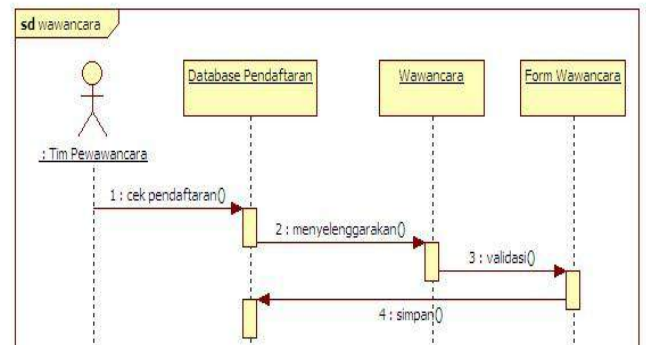 sd wawancara
Database Pendaftaran
Wawancara
Form Wawancara
: Tim Pewawancara
1 : cek pendaftaran()
2 : menyelenggarakan()
3 : validasi()
4 : simpan()